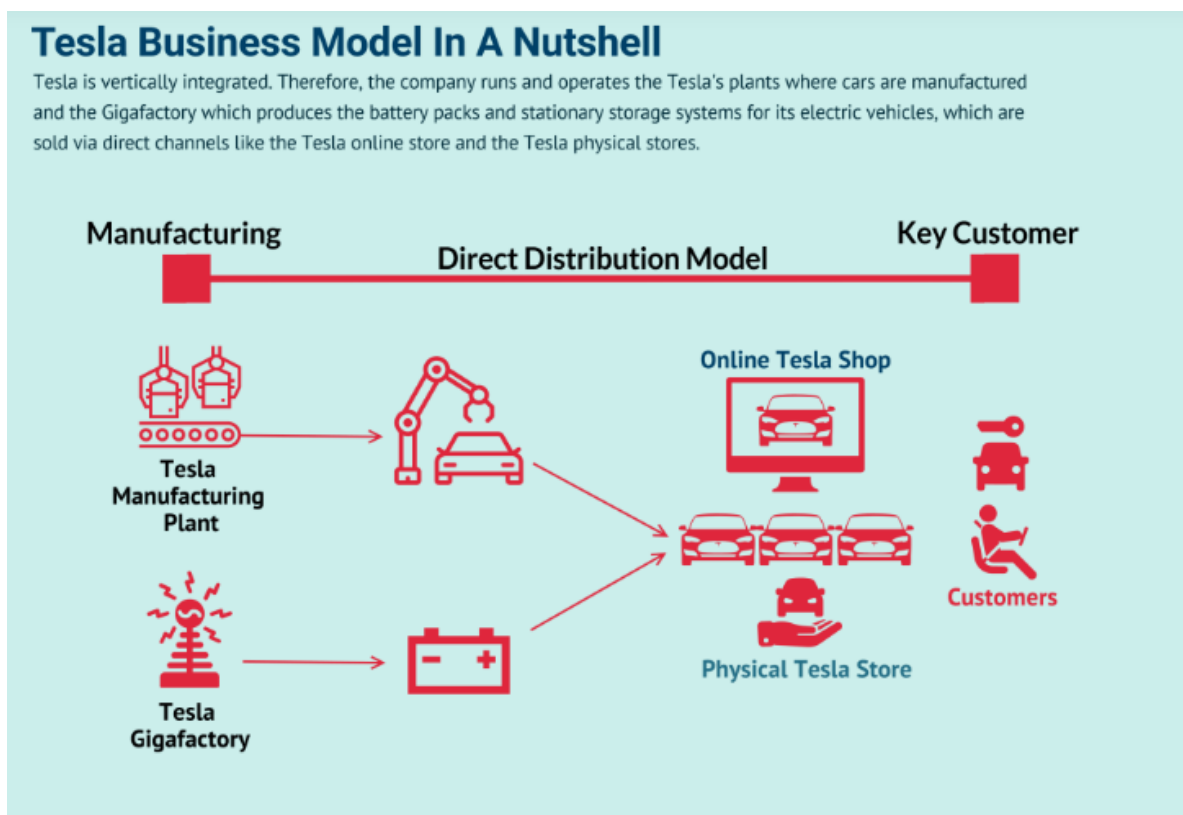 Tesla Business Model In A Nutshell
Tesla is vertically integrated. Therefore, the company runs and operates the Tesla's plants where cars are manufactured
and the Gigafactory which produces the battery packs and stationary storage systems for its electric vehicles, which are
sold via direct channels like the Tesla online store and the Tesla physical stores.
Manufacturing
Direct Distribution Model
Key Customer
Online Tesla Shop
Tesla
Manufacturing
Plant
Customers
Physical Tesla Store
Tesla
Gigafactory